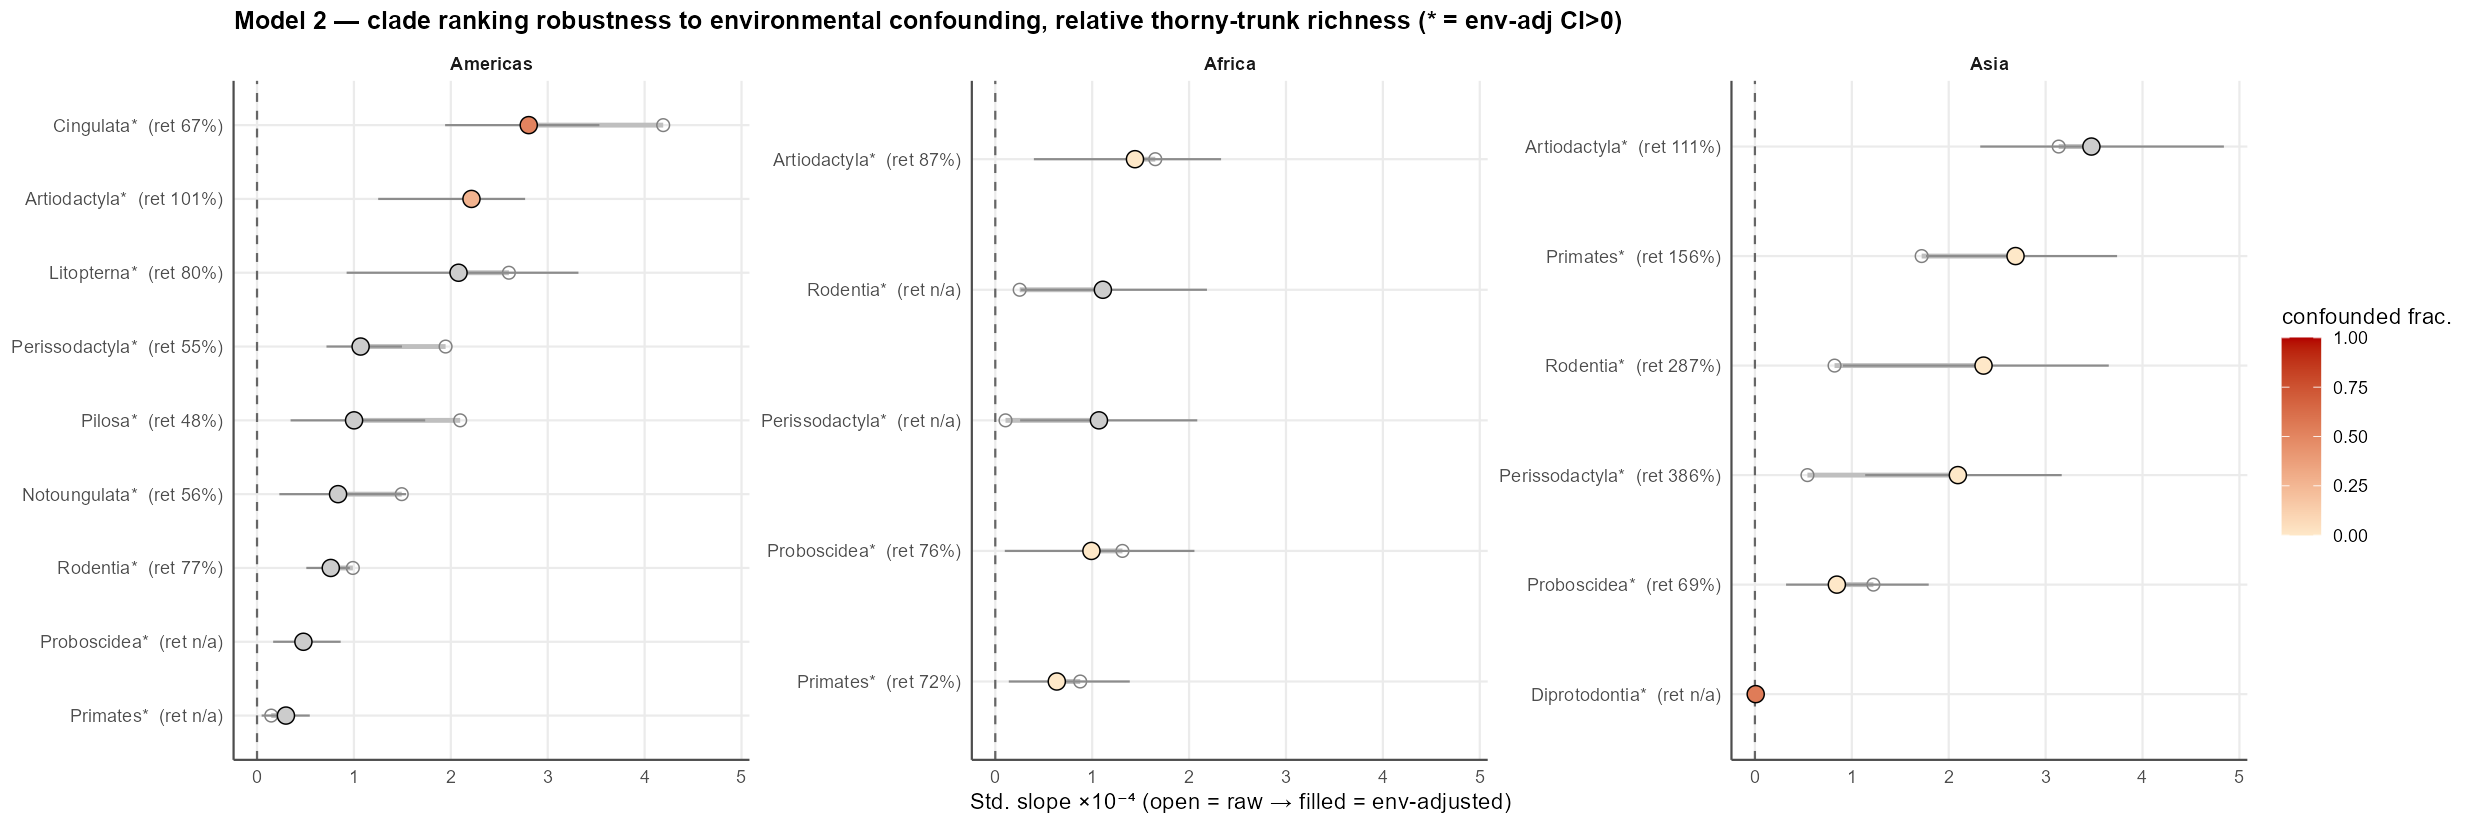 Model 2 — clade ranking robustness to environmental confounding, relative thorny-trunk richness (* = env-adj CI>0)
Americas
Cingulata* (ret 67%)
Artiodactyla* (ret 101%)
Litopterna* (ret 80%)
Perissodactyla* (ret 55%)
Pilosa* (ret 48%)
Notoungulata* (ret 56%)
Rodentia* (ret 77%)
Proboscidea* (ret n/a)
Primates* (ret n/a)
0 1 2 3 4 5
Africa
Artiodactyla* (ret 87%)
Rodentia* (ret n/a)
Perissodactyla* (ret n/a)
Proboscidea* (ret 76%)
Primates* (ret 72%)
0 1 2 3 4 5
Asia
Artiodactyla* (ret 111%)
Primates* (ret 156%)
Rodentia* (ret 287%)
Perissodactyla* (ret 386%)
Proboscidea* (ret 69%)
Diprotodontia* (ret n/a)
0 1 2 3 4 5
Std. slope ×10⁻⁴ (open = raw → filled = env-adjusted)
confounded frac.
1.00
0.75
0.50
0.25
0.00